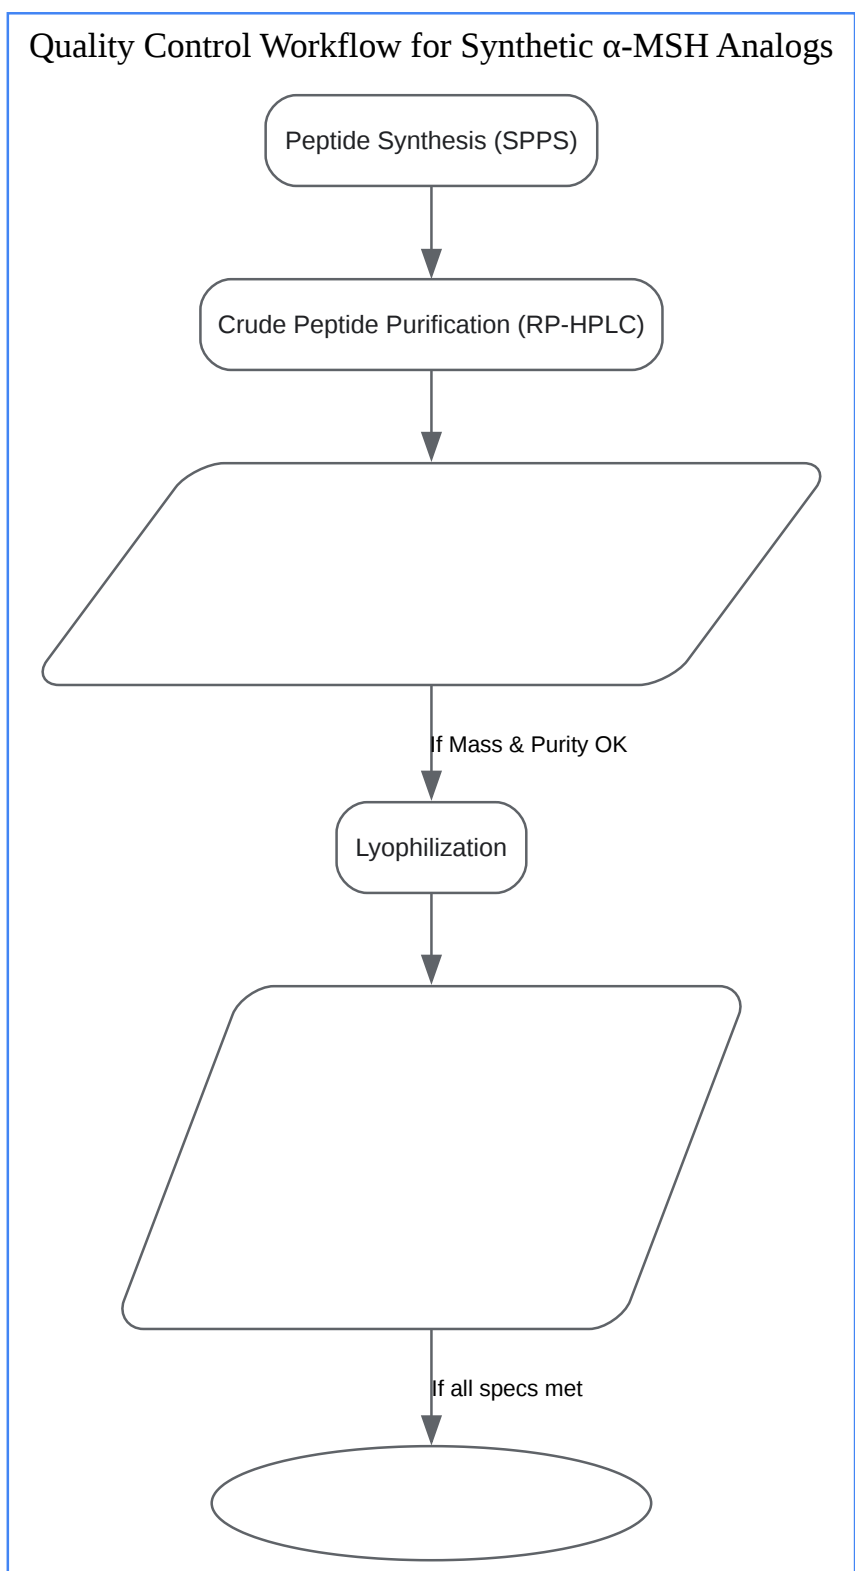 Quality Control Workflow for Synthetic α-MSH Analogs
Peptide Synthesis (SPPS)
Crude Peptide Purification (RP-HPLC)
If Mass & Purity OK
Lyophilization
If all specs met